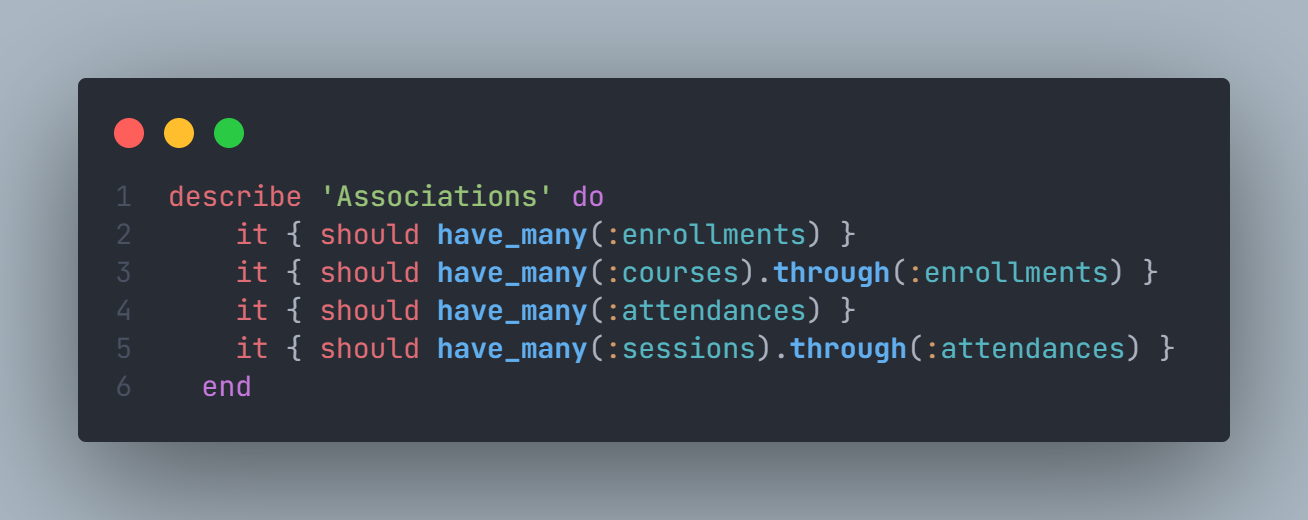 1 describe 'Associations' do
2     it { should have_many(:enrollments) }
3     it { should have_many(:courses).through(:enrollments) }
4     it { should have_many(:attendances) }
5     it { should have_many(:sessions).through(:attendances) }
6   end